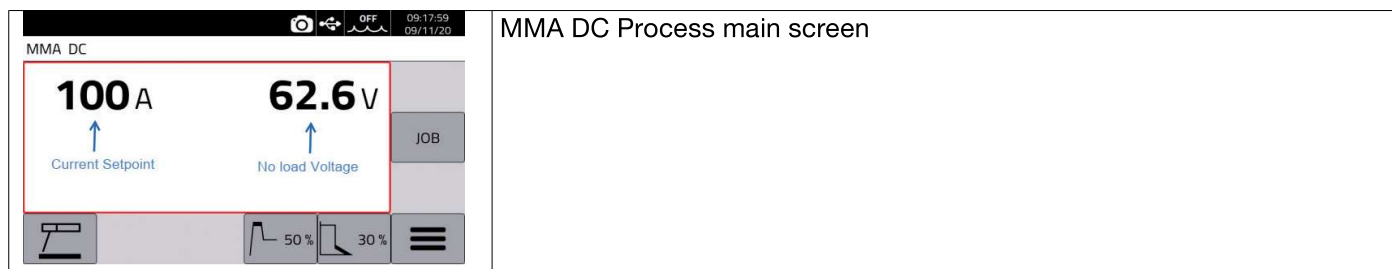 OFF
09:17:59
09/11/20
MMA DC
100 A 62.6 V
Current Setpoint No load Voltage
JOB
50 % 30 %
MMA DC Process main screen